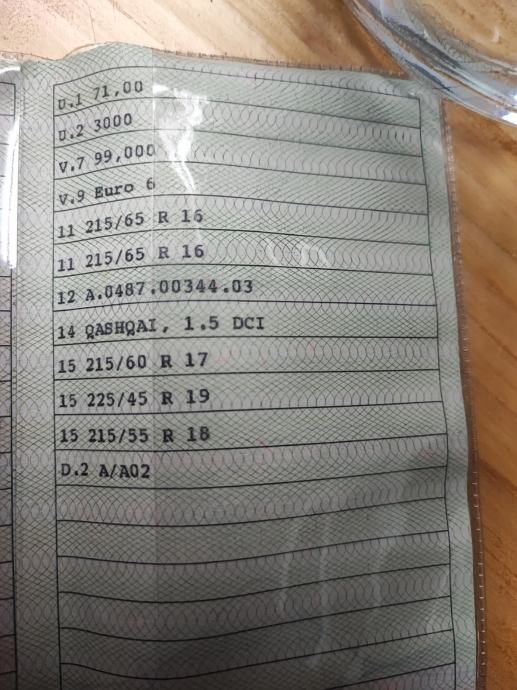 U.1 71,00
U.2 3000
V.7 99,000
V.9 Euro 6
11 215/65 R 16
11 215/65 R 16
12 A.0487.00344.03
14 QASHQAI, 1.5 DCI
15 215/60 R 17
15 225/45 R 19
15 215/55 R 18
D.2 A/A02